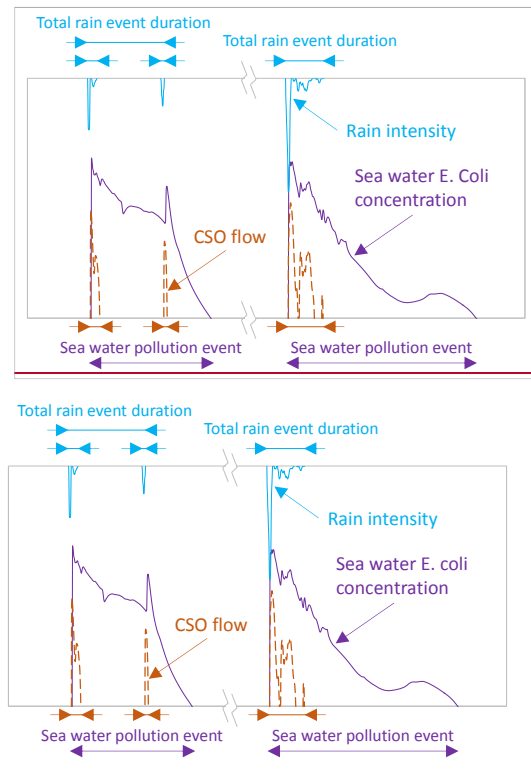 Total rain event duration
Total rain event duration
Rain intensity
Sea water E. Coli
concentration
CSO flow
Sea water pollution event
Sea water pollution event
Total rain event duration
Total rain event duration
Rain intensity
Sea water E. coli
concentration
CSO flow
Sea water pollution event
Sea water pollution event